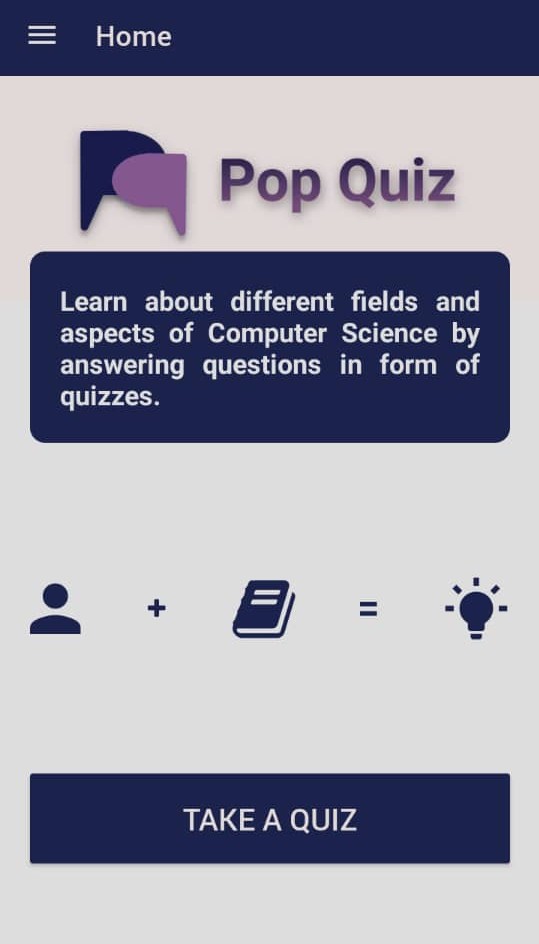 Home
Pop Quiz
Learn about different fields and
aspects of Computer Science by
answering questions in form of
quizzes.
+ =
TAKE A QUIZ